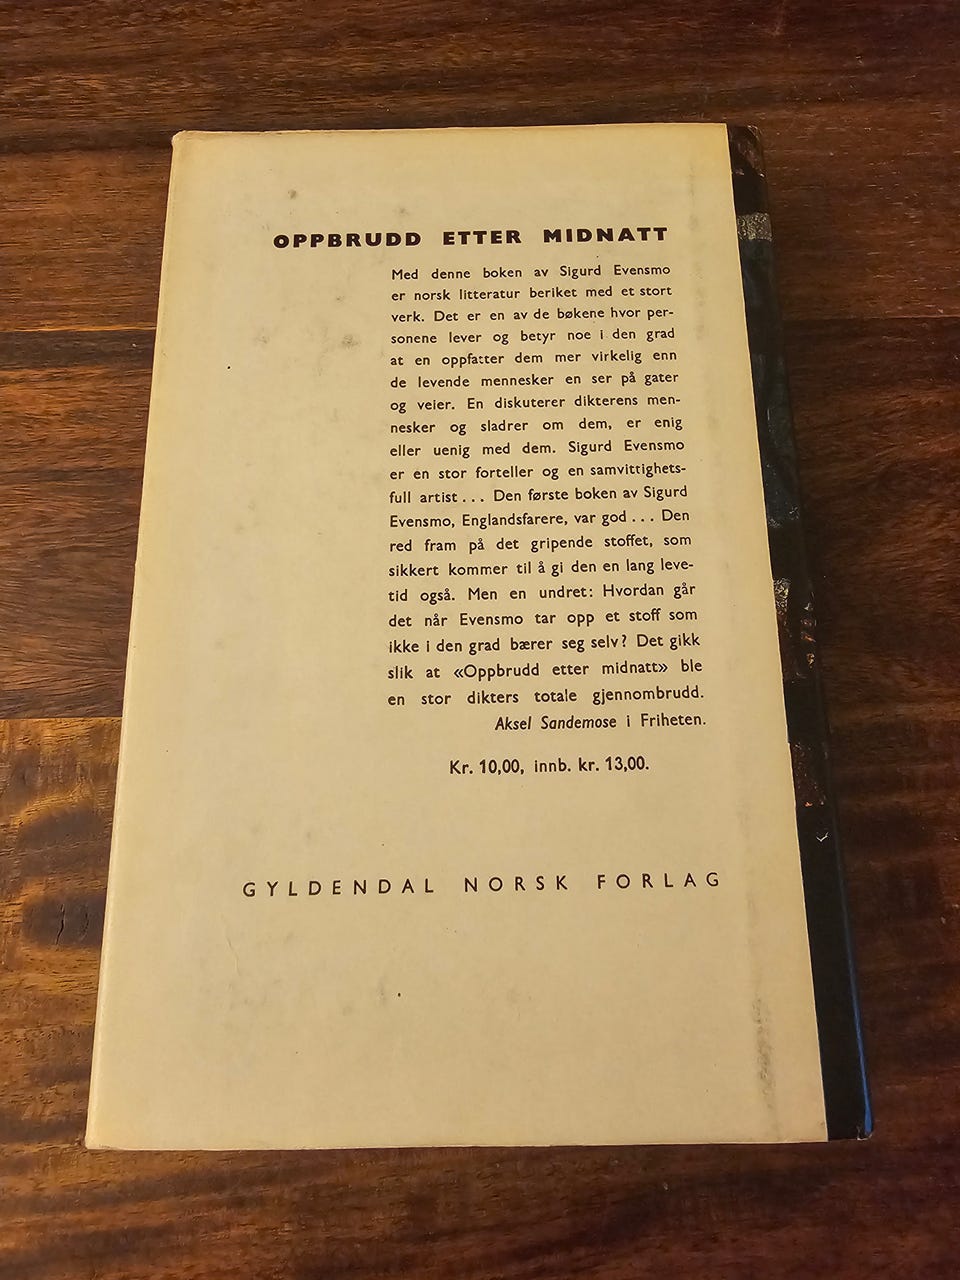 OPPBRUDD ETTER MIDNATT
Med denne boken av Sigurd Evensmo
er norsk litteratur beriket med et stort
verk. Det er en av de bøkene hvor per-
sonene lever og betyr noe i den grad
at en oppfatter dem mer virkelig enn
de levende mennesker en ser på gater
og veier. En diskuterer dikterens men-
nesker og sladrer om dem, er enig
eller uenig med dem. Sigurd Evensmo
er en stor forteller og en samvittighets-
full artist . . . Den første boken av Sigurd
Evensmo, Englandsfarere, var god . . . Den
red fram på det gripende stoffet, som
sikkert kommer til å gi den en lang leve-
tid også. Men en undret: Hvordan går
det når Evensmo tar opp et stoff som
ikke i den grad bærer seg selv? Det gikk
slik at «Oppbrudd etter midnatt» ble
en stor dikters totale gjennombrudd.
Aksel Sandemose i Friheten.
Kr. 10,00, innb. kr. 13,00.
GYLDENDAL NORSK FORLAG